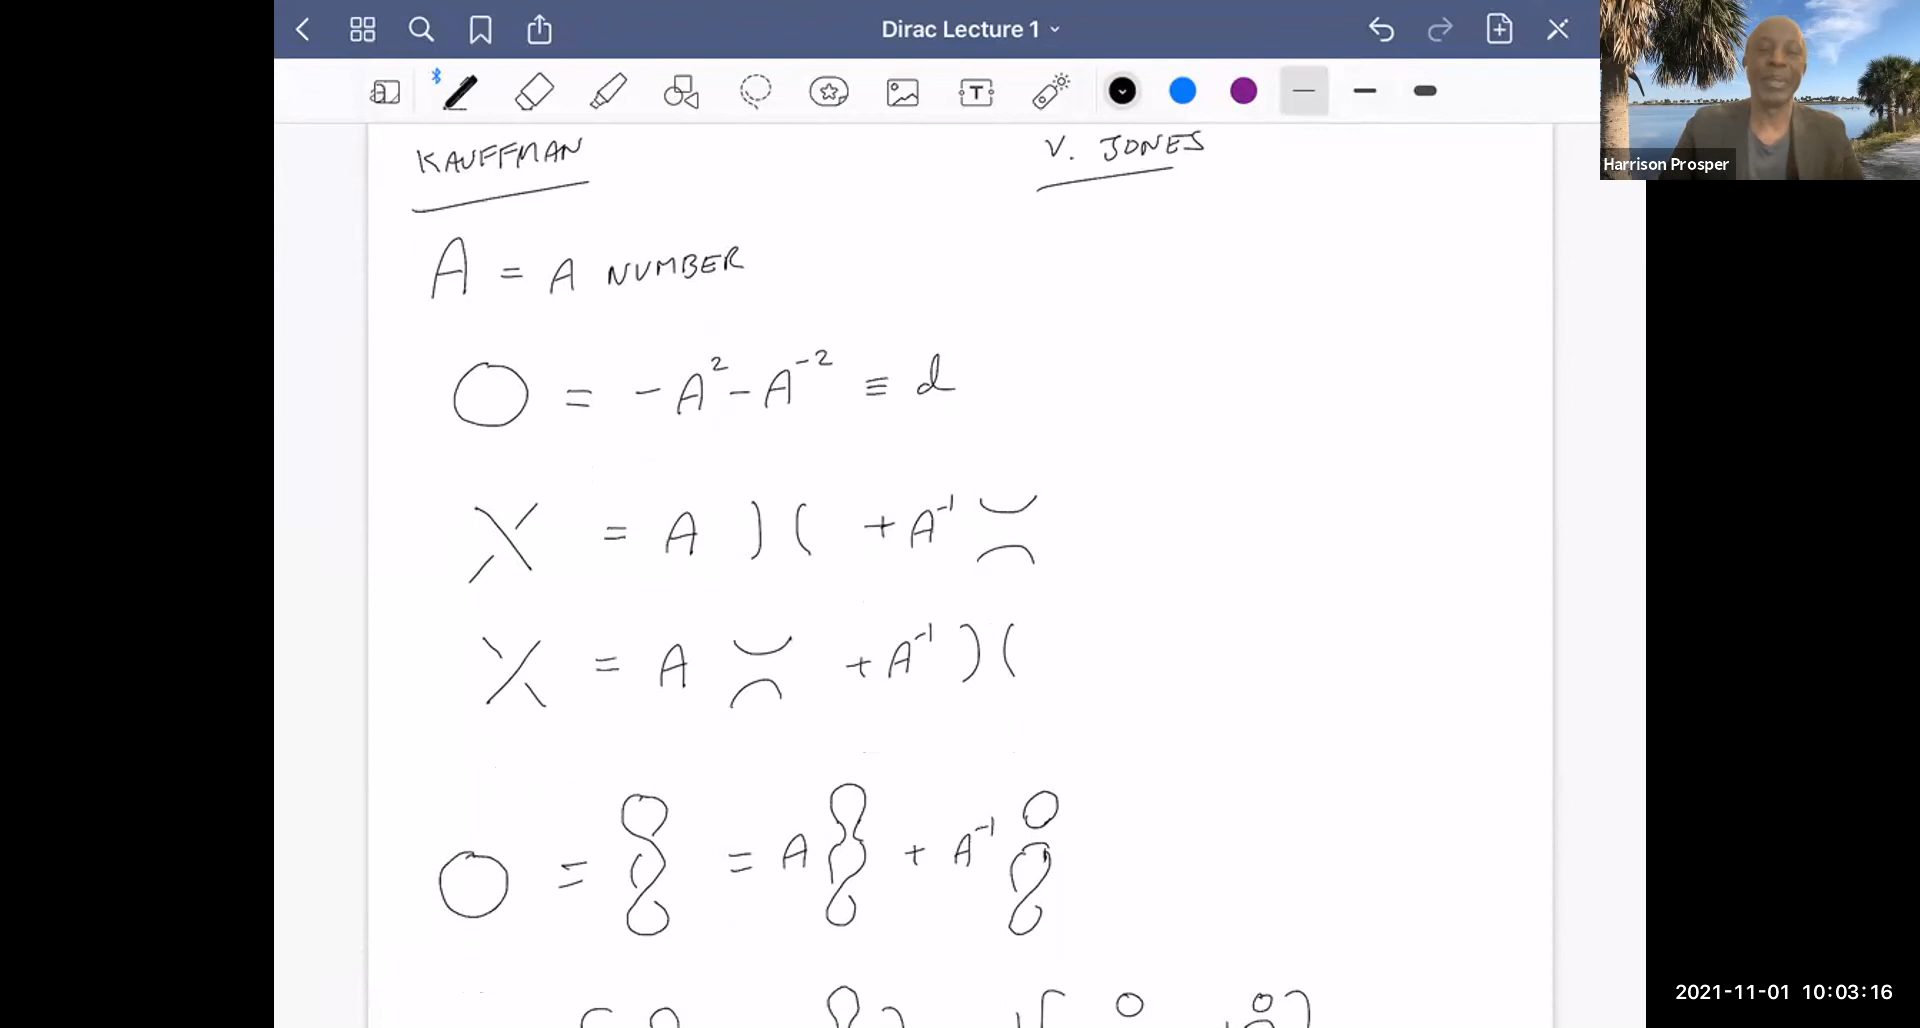 Dirac Lecture 1
T
Harrison Prosper
KAUFFMAN
V. JONES
A = A NUMBER
O = -A² - A⁻² ≡ d
= A ) ( + A⁻¹
= A + A⁻¹ ) (
O = = A + A⁻¹
2021-11-01 10:03:16